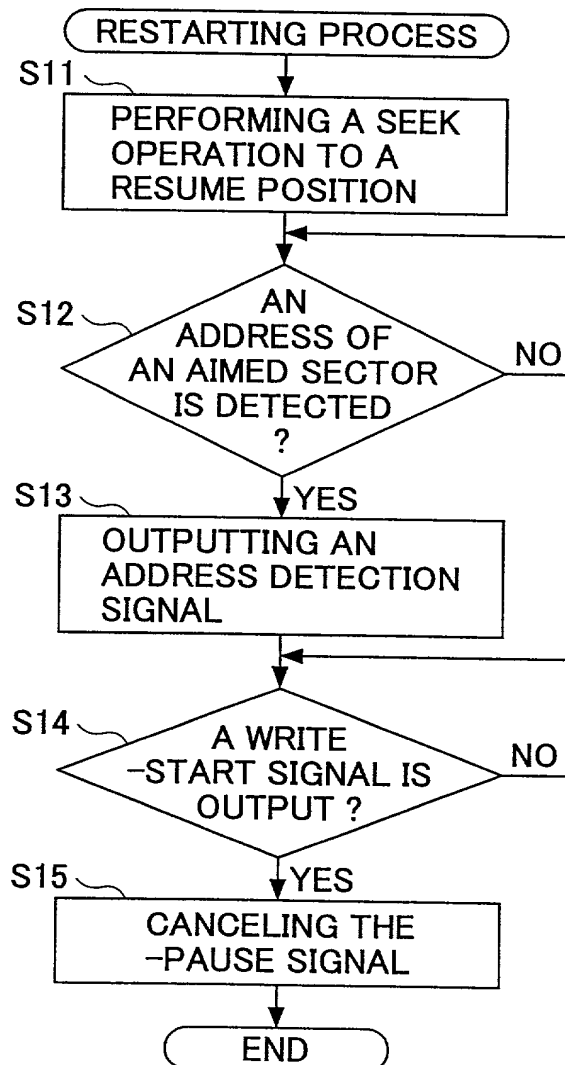 RESTARTING PROCESS
S11
PERFORMING A SEEK
OPERATION TO A
RESUME POSITION
S12
AN
ADDRESS OF
AN AIMED SECTOR
IS DETECTED
?
NO
YES
S13
OUTPUTTING AN
ADDRESS DETECTION
SIGNAL
S14
A WRITE
-START SIGNAL IS
OUTPUT ?
NO
YES
S15
CANCELING THE
-PAUSE SIGNAL
END